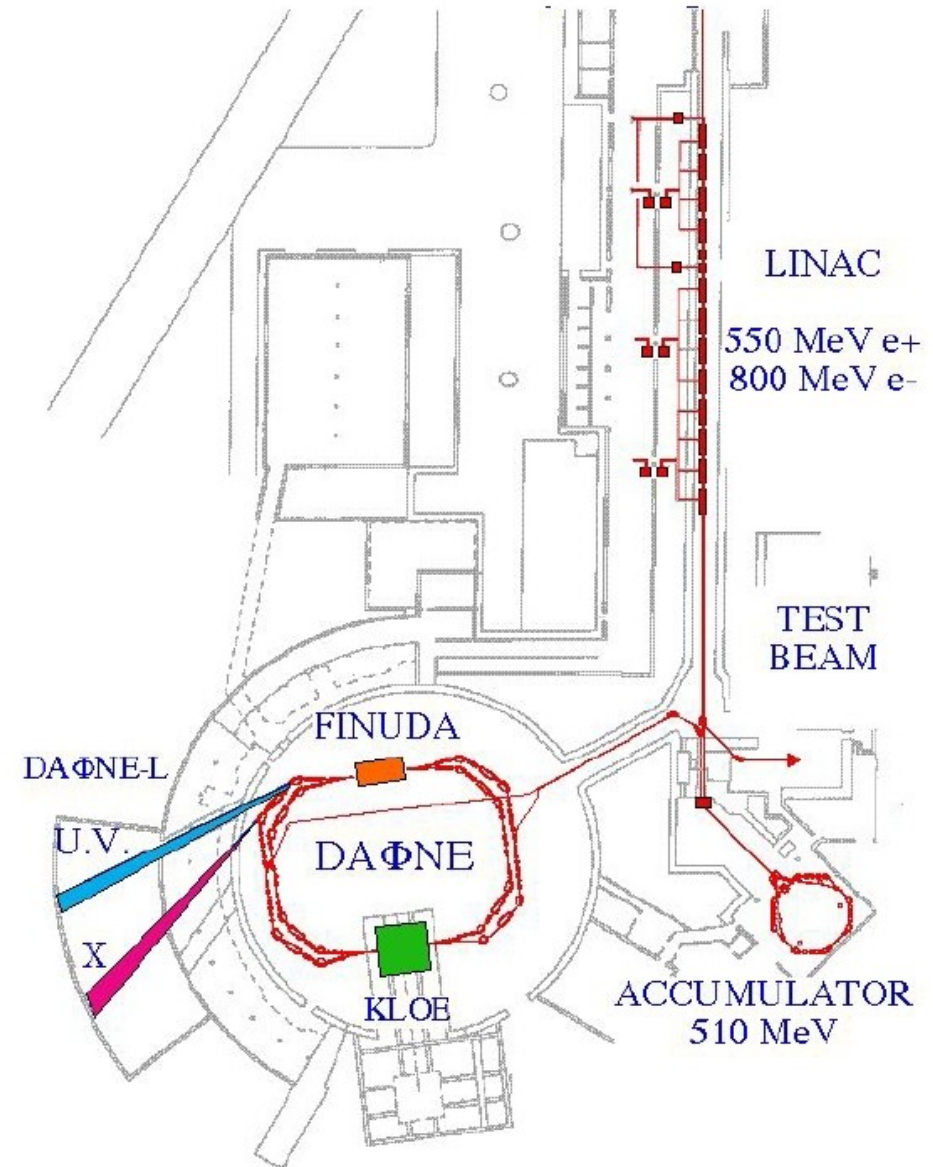 LINAC
550 MeV e+
800 MeV e-
TEST
BEAM
FINUDA
DAΦNE-L
U.V.
DAΦNE
X
KLOE
ACCUMULATOR
510 MeV